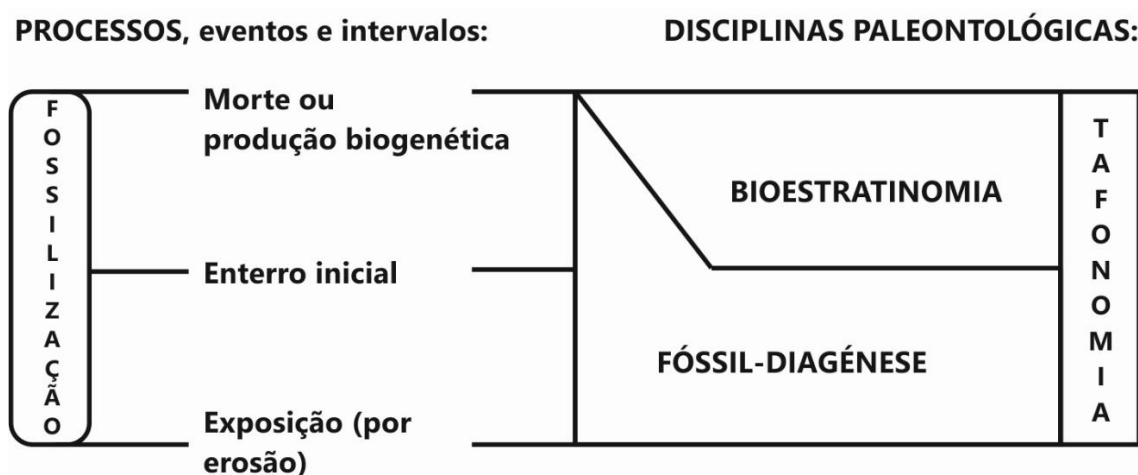 PROCESSOS, eventos e intervalos:
DISCIPLINAS PALEONTOLÓGICAS:
FOSSILIZAÇÃO
Morte ou
produção biogenética
Enterro inicial
Exposição (por
erosão)
BIOESTRATINOMIA
FÓSSIL-DIAGÉNESE
TAFONOMIA